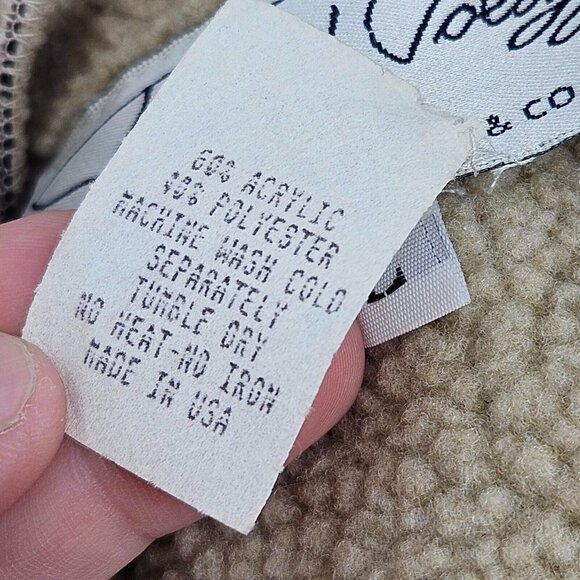 & CO
60% ACRYLIC
40% POLYESTER
MACHINE WASH COLD
SEPARATELY
TUMBLE DRY
NO HEAT-NO IRON
MADE IN USA